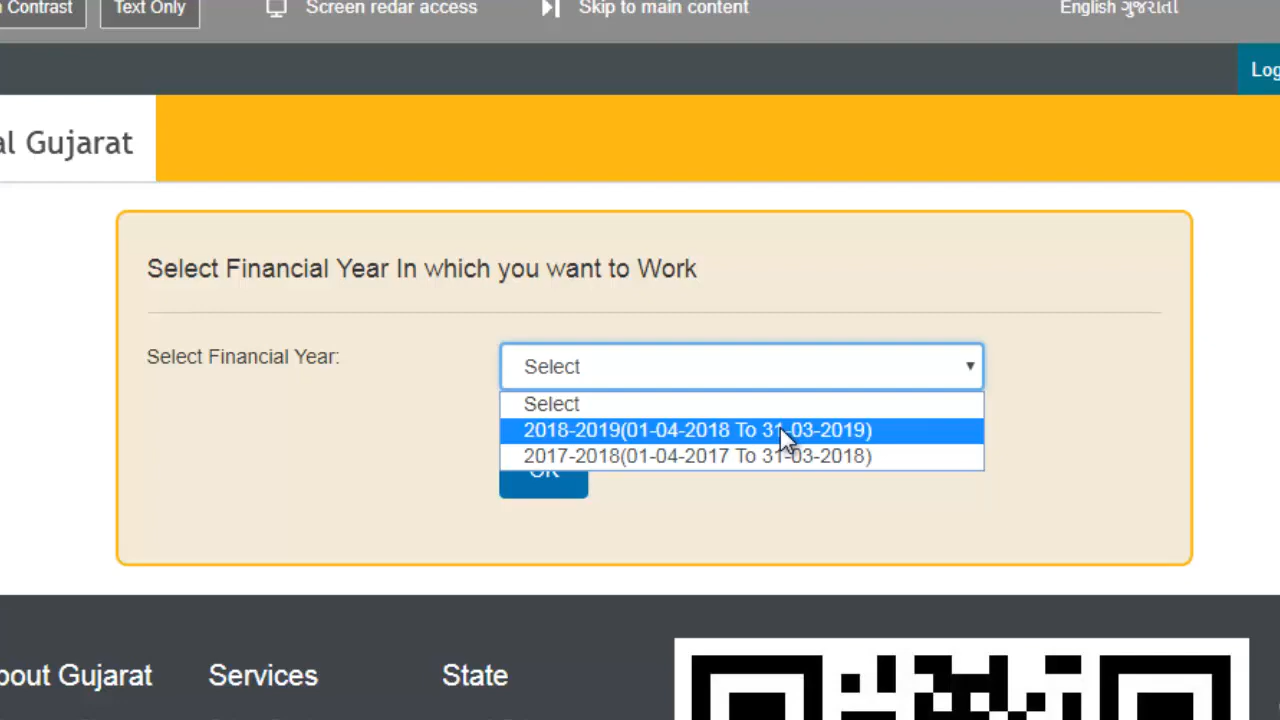 Contrast
Text Only
Screen redar access
Skip to main content
English ગુજરાતી
Log
al Gujarat
Select Financial Year In which you want to Work
Select Financial Year:
Select
Select
2018-2019(01-04-2018 To 31-03-2019)
2017-2018(01-04-2017 To 31-03-2018)
OK
bout Gujarat
Services
State